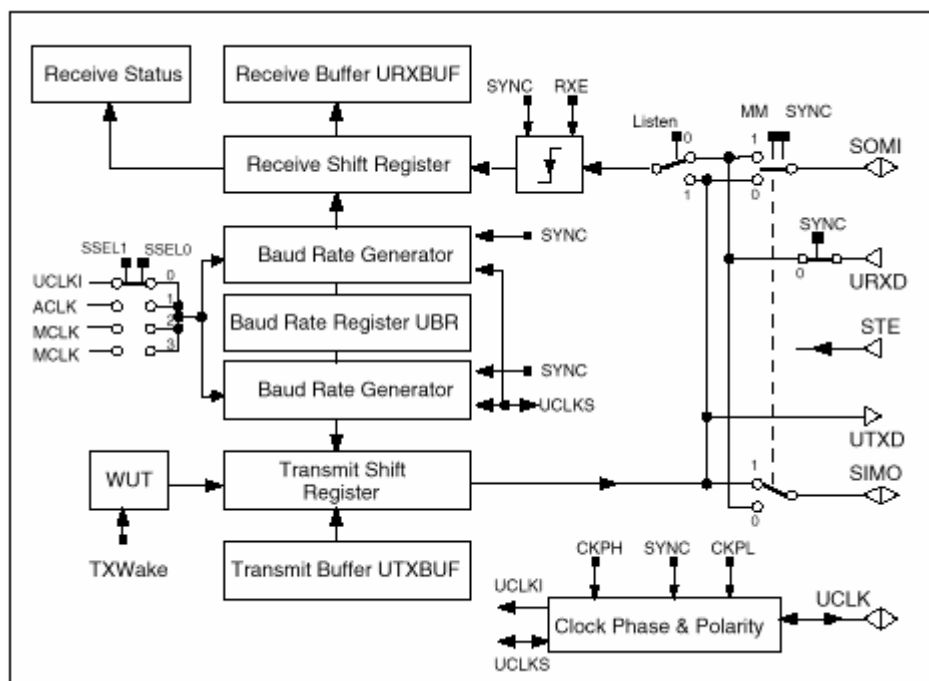 Receive Status
Receive Buffer URXBUF
SYNC RXE
Listen
0
1
MM SYNC
SOMI
Receive Shift Register
1
0
SYNC
SSEL1 SSEL0
Baud Rate Generator
SYNC
0
URXD
UCLKI
0
ACLK
1
MCLK
2
MCLK
3
Baud Rate Register UBR
STE
Baud Rate Generator
SYNC
UCLKS
UTXD
WUT
Transmit Shift
Register
1
SIMO
0
TXWake
Transmit Buffer UTXBUF
CKPH SYNC CKPL
UCLKI
Clock Phase & Polarity
UCLK
UCLKS